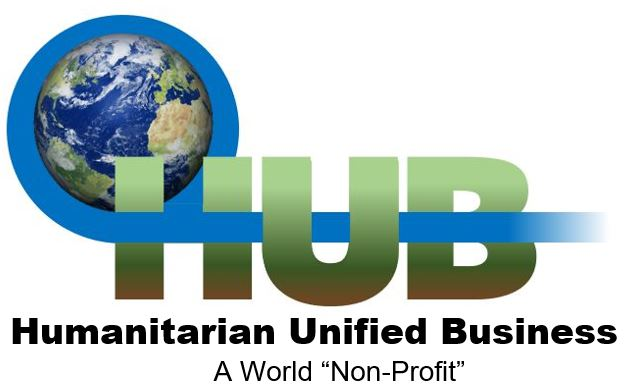 HUB
Humanitarian Unified Business
A World “Non-Profit”